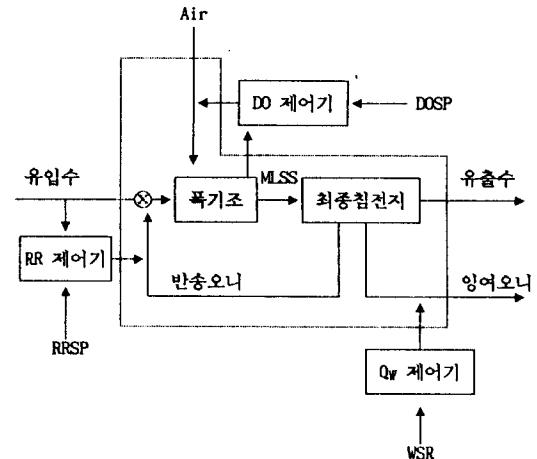 Air
DO 제어기
DOSP
유입수
폭기조
MLSS
최종침전지
유출수
RR 제어기
반송오니
잉여오니
RRSP
Qw 제어기
WSR